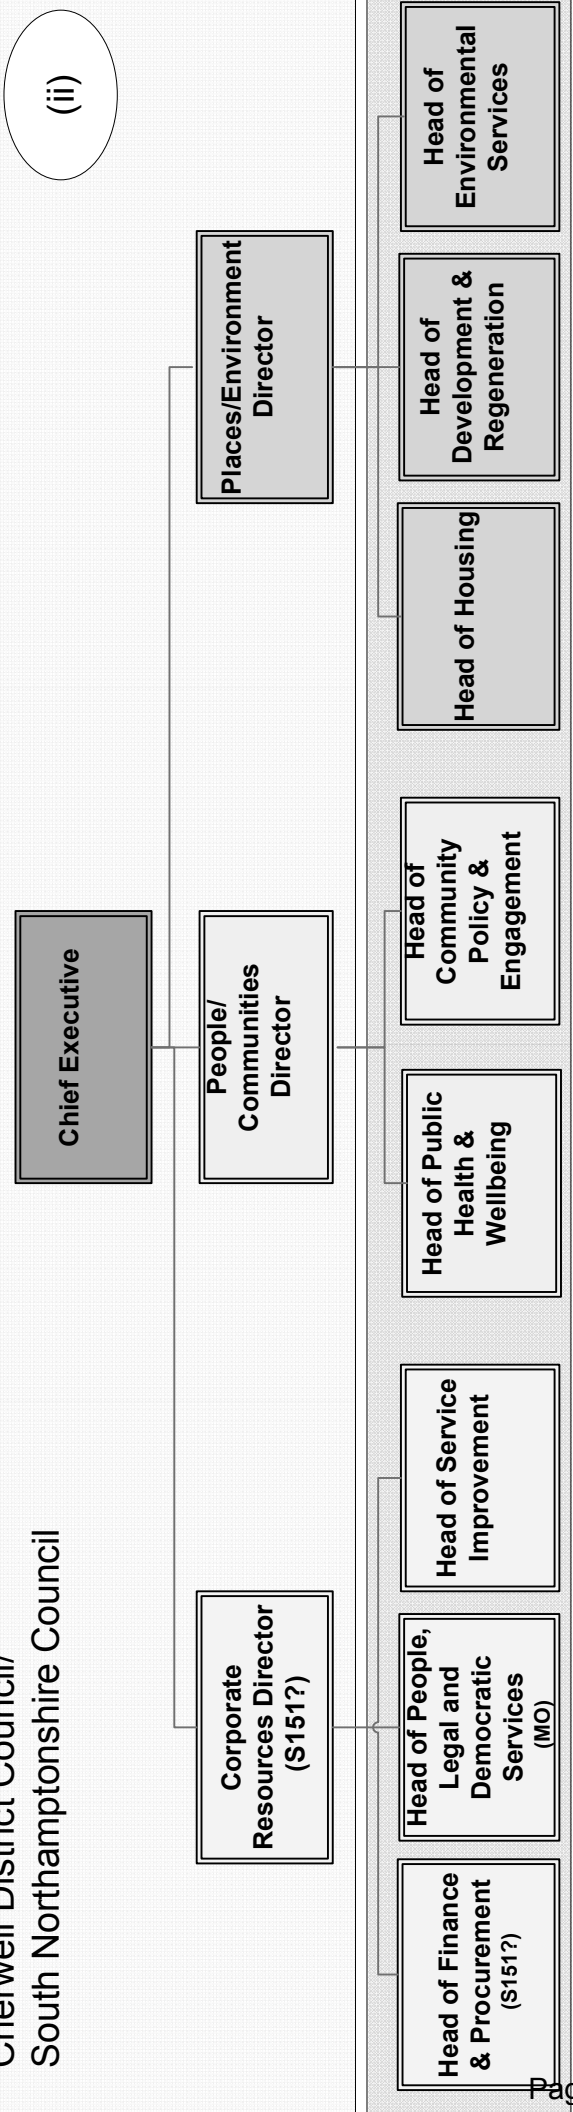 Cherwell District Council/
South Northamptonshire Council
(ii)
Chief Executive
Corporate
Resources Director
(S151?)
People/
Communities
Director
Places/Environment
Director
Head of Finance
& Procurement
(S151?)
Head of People,
Legal and
Democratic
Services
(MO)
Head of Service
Improvement
Head of Public
Health &
Wellbeing
Head of
Community
Policy &
Engagement
Head of Housing
Head of
Development &
Regeneration
Head of
Environmental
Services